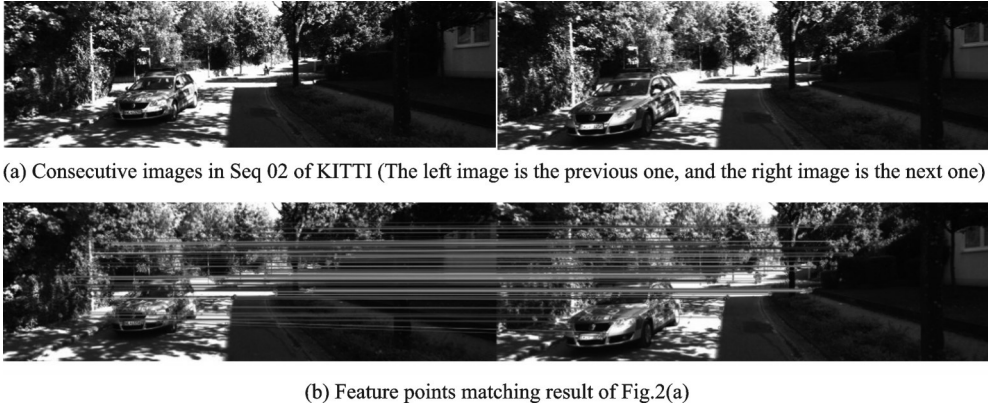 (a) Consecutive images in Seq 02 of KITTI (The left image is the previous one, and the right image is the next one)
(b) Feature points matching result of Fig.2(a)